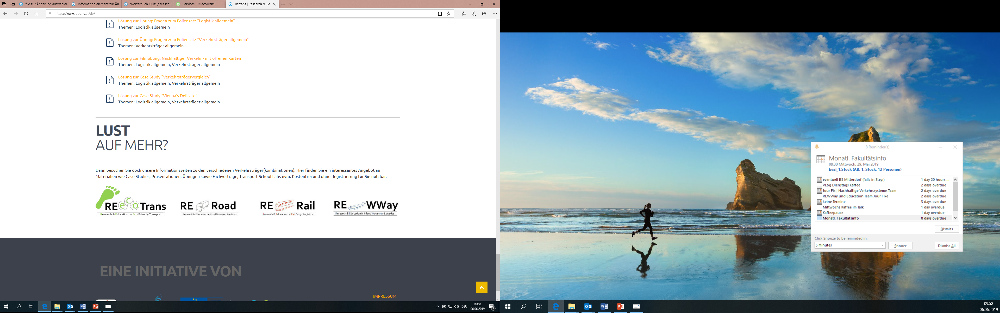 file zur Änderung auswähle
Information element zur Än
Wörterbuch Quiz (deutsch-e
Services - REecoTrans
Retrans | Research & Ed
https://www.retrans.at/de/
Lösung zur Übung: Fragen zum Foliensatz "Logistik allgemein"
Themen: Logistik allgemein
Lösung zur Übung: Fragen zum Foliensatz "Verkehrsträger allgemein"
Themen: Verkehrsträger allgemein
Lösung zur Filmübung: Nachhaltiger Verkehr - mit offenen Karten
Themen: Logistik allgemein, Verkehrsträger allgemein
Lösung zur Case Study "Verkehrsträgervergleich"
Themen: Logistik allgemein, Verkehrsträger allgemein
Lösung zur Case Study "Vienna's Delicate"
Themen: Logistik allgemein, Verkehrsträger allgemein
LUST
AUF MEHR?
Dann besuchen Sie doch unsere Informationsseiten zu den verschiedenen Verkehrsträger(kombinationen). Hier finden Sie ein interessantes Angebot an
Materialien wie Case Studies, Präsentationen, Übungen sowie Fachvorträge, Transport School Labs uvm. Kostenfrei und ohne Registrierung für Sie nutzbar.
REecoTrans
Research & Education on Eco-Friendly Transport
RE Road
Research & Education on Road Transport Logistics
RE Rail
Research & Education on Rail Cargo Logistics
RE WWay
Research & Education in Inland Waterway Logistics
EINE INITIATIVE VON
IMPRESSUM
DEU
09:58
06.06.2019
2
8 Reminder(s)
Monatl. Fakultätsinfo
08:30 Mittwoch, 29. Mai 2019
bezi_1.Stock (AB, 1. Stock, 12 Personen)
eventuell BS Mitterdorf (falls in Steyr) 1 day 20 hours ...
VLog Dienstags Kaffee 2 days overdue
Jour Fix | Nachhaltige Verkehrssysteme-Team 2 days overdue
REWWay und Education Team Jour Fixe 2 days overdue
keine Termine 3 days overdue
Mittwochs Kaffee im Talk 1 day overdue
Kaffeepause 1 day overdue
Monatl. Fakultätsinfo 8 days overdue
Dismiss
Click Snooze to be reminded in:
5 minutes
Snooze
Dismiss All
09:58
06.06.2019